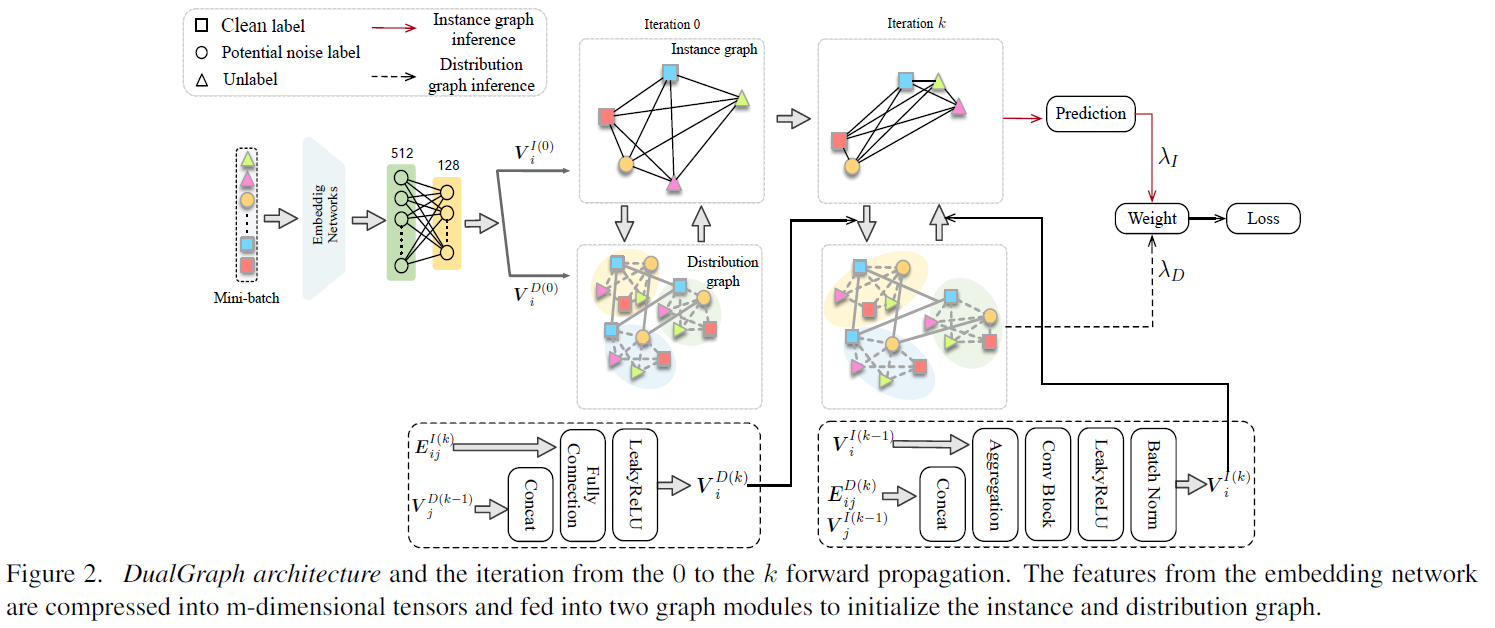 Clean label
Potential noise label
Unlabel
Instance graph
inference
Distribution
graph inference
Iteration 0
Iteration k
Instance graph
Prediction
λ_I
Weight
Loss
λ_D
512
128
V_i^{I(0)}
V_i^{D(0)}
Embeddig
Networks
Mini-batch
Distribution
graph
E_{ij}^{I(k)}
V_j^{D(k-1)}
Concat
Fully
Connection
LeakyReLU
V_i^{D(k)}
V_i^{I(k-1)}
E_{ij}^{D(k)}
V_j^{I(k-1)}
Concat
Aggregation
Conv Block
LeakyReLU
Batch Norm
V_i^{I(k)}
Figure 2. DualGraph architecture and the iteration from the 0 to the k forward propagation. The features from the embedding network
are compressed into m-dimensional tensors and fed into two graph modules to initialize the instance and distribution graph.